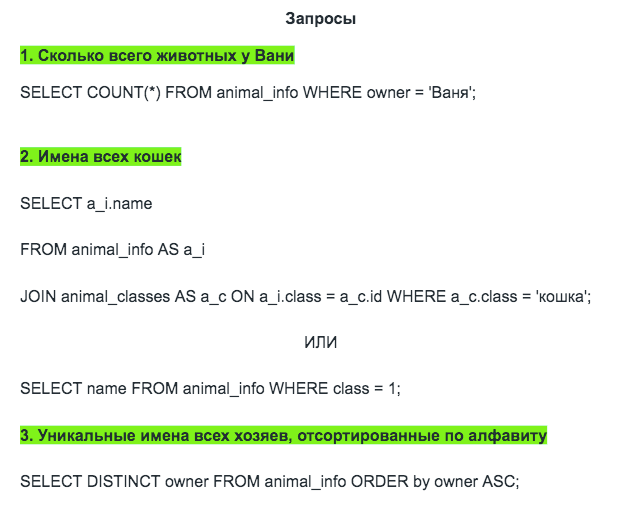 Запросы
1. Сколько всего животных у Вани
SELECT COUNT(*) FROM animal_info WHERE owner = 'Ваня';
2. Имена всех кошек
SELECT a_i.name
FROM animal_info AS a_i
JOIN animal_classes AS a_c ON a_i.class = a_c.id WHERE a_c.class = 'кошка';
ИЛИ
SELECT name FROM animal_info WHERE class = 1;
3. Уникальные имена всех хозяев, отсортированные по алфавиту
SELECT DISTINCT owner FROM animal_info ORDER by owner ASC;